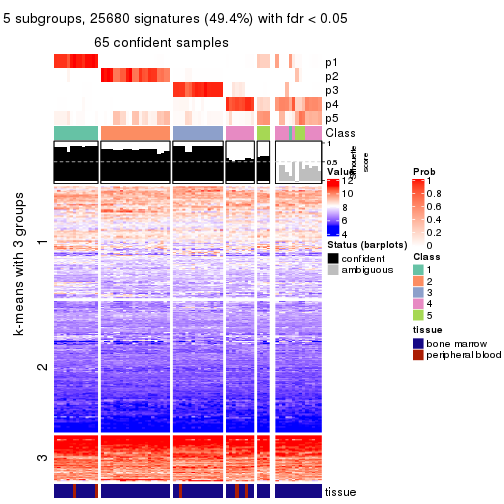 5 subgroups, 25680 signatures (49.4%) with fdr < 0.05
65 confident samples
p1
p2
p3
p4
p5
Class
1
0.5
0
silhouette
score
k-means with 3 groups
1
2
3
tissue
Value
12
10
8
6
4
Status (barplots)
confident
ambiguous
Prob
1
0.8
0.6
0.4
0.2
0
Class
1
2
3
4
5
tissue
bone marrow
peripheral blood